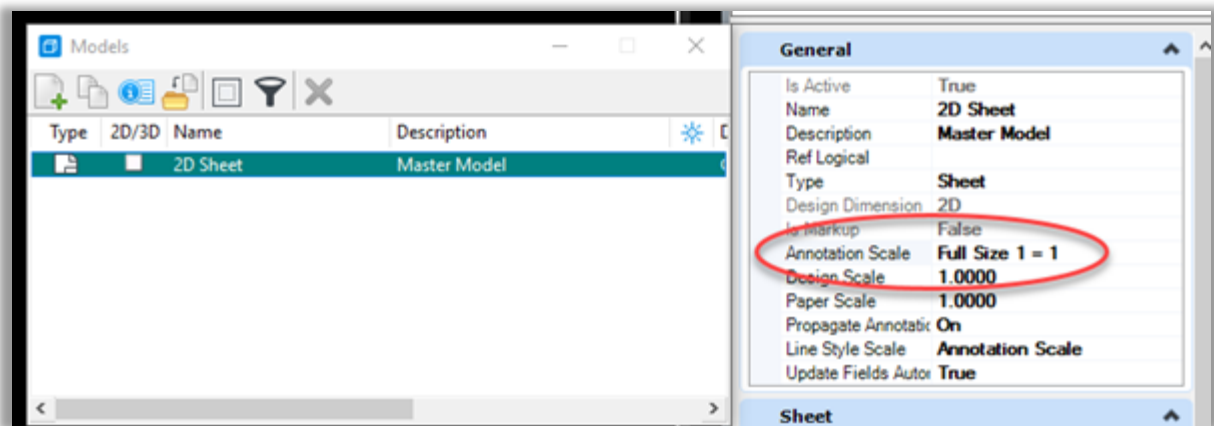 Models
Type 2D/3D Name Description
2D Sheet Master Model
General
Is Active True
Name 2D Sheet
Description Master Model
Ref Logical
Type Sheet
Design Dimension 2D
Is Markup False
Annotation Scale Full Size 1 = 1
Design Scale 1.0000
Paper Scale 1.0000
Propagate Annotatic On
Line Style Scale Annotation Scale
Update Fields Autor True
Sheet